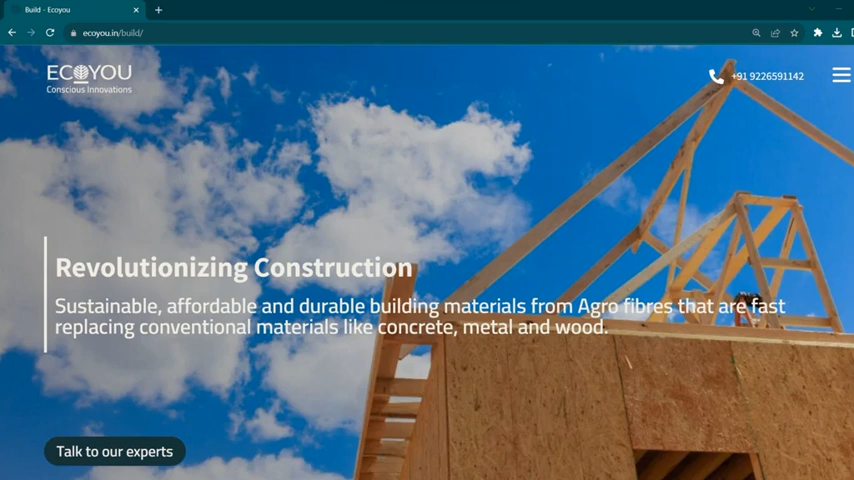 Build - Ecoyou
ecoyou.in/build/
ECOYOU
Conscious Innovations
+91 9226591142
Revolutionizing Construction
Sustainable, affordable and durable building materials from Agro fibres that are fast
replacing conventional materials like concrete, metal and wood.
Talk to our experts